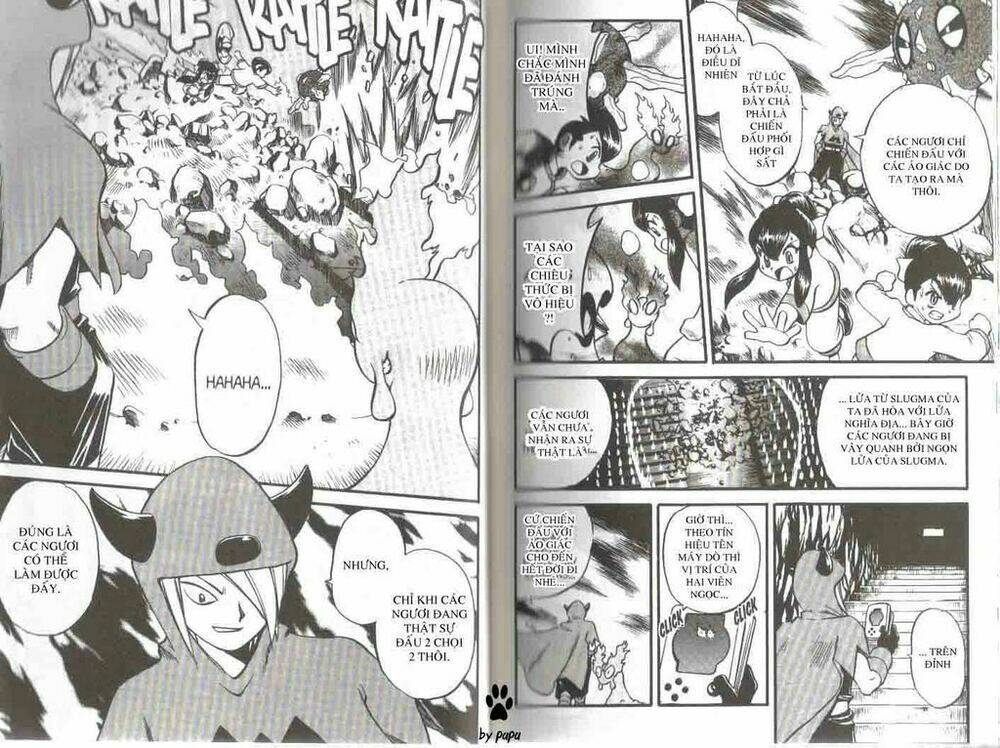 RATTLE
RATTLE
RATTLE
HAHAHA...
ĐÚNG LÀ
CÁC NGƯƠI
CÓ THỂ
LÀM ĐƯỢC
ĐẤY.
NHƯNG,
CHỈ KHI CÁC
NGƯƠI ĐANG
THẬT SỰ
ĐẤU 2 CHỌI
2 THÔI.
UI! MÌNH
CHẮC MÌNH
ĐÃ ĐÁNH
TRÚNG
MÀ..
HAHAHA,
ĐÓ LÀ
ĐIỀU DĨ
NHIÊN
TỪ LÚC
BẮT ĐẦU,
ĐÂY CHẢ
PHẢI LÀ
CHIẾN
ĐẤU PHỐI
HỢP GÌ
SẤT
CÁC NGƯƠI CHỈ
CHIẾN ĐẤU VỚI
CÁC ẢO GIÁC DO
TA TẠO RA MÀ
THÔI.
TẠI SAO
CÁC
CHIÊU
THỨC BỊ
VÔ HIỆU
?!
CÁC NGƯƠI
VẪN CHƯA
NHẬN RA SỰ
THẬT LÀ...
... LỬA TỪ SLUGMA CỦA
TA ĐÃ HÒA VỚI LỬA
NGHĨA ĐỊA... BÂY GIỜ
CÁC NGƯƠI ĐANG BỊ
VÂY QUANH BỞI NGỌN
LỬA CỦA SLUGMA.
CỨ CHIẾN
ĐẤU VỚI
ẢO GIÁC
CHO ĐẾN
HẾT ĐỜI ĐI
NHÉ...
GIỜ THÌ...
THEO TÍN
HIỆU TÊN
MÁY DÒ THÌ
VỊ TRÍ CỦA
HAI VIÊN
NGỌC...
CLICK
CLICK
... TRÊN
ĐỈNH
by papu